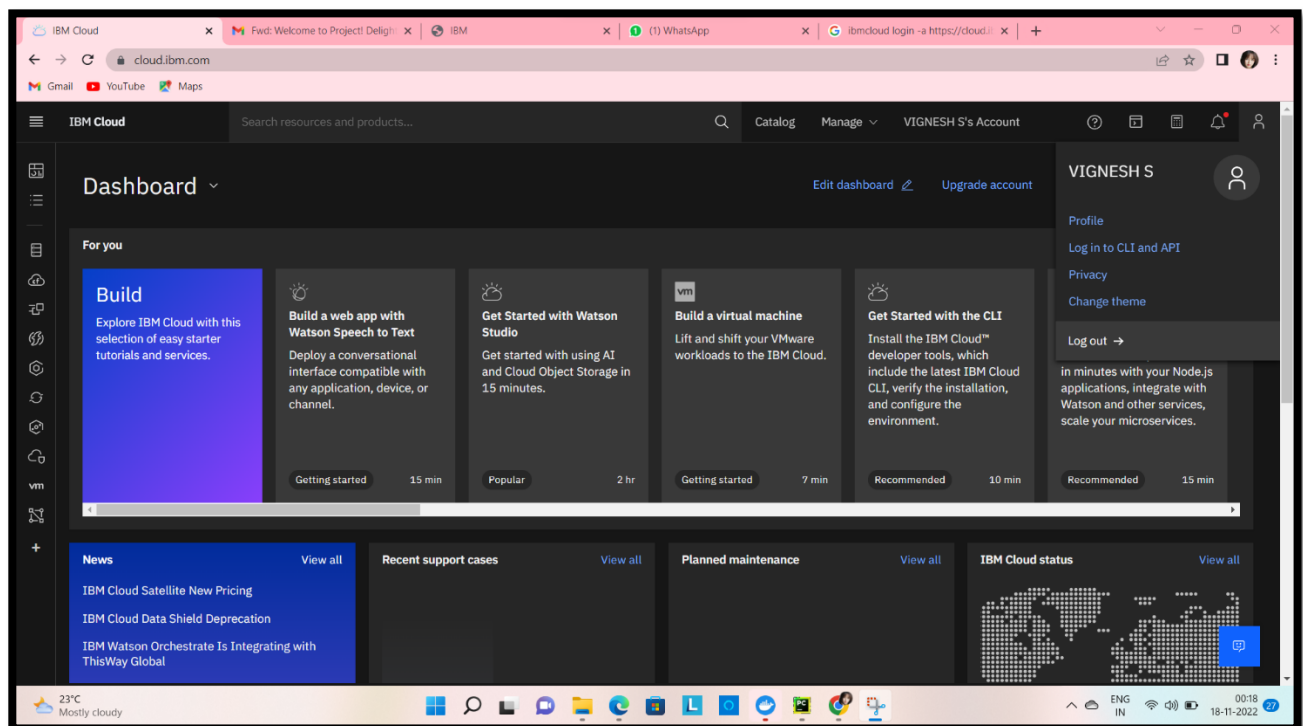 IBM Cloud
Fwd: Welcome to Project! Deligh
IBM
(1) WhatsApp
ibmcloud login -a https://cloud.i
cloud.ibm.com
Gmail YouTube Maps
IBM Cloud
Search resources and products...
Catalog Manage VIGNESH S's Account
VIGNESH S
Profile
Log in to CLI and API
Privacy
Change theme
Log out →
Dashboard
Edit dashboard Upgrade account
For you
Build
Explore IBM Cloud with this
selection of easy starter
tutorials and services.
Build a web app with
Watson Speech to Text
Deploy a conversational
interface compatible with
any application, device, or
channel.
Getting started 15 min
Get Started with Watson
Studio
Get started with using AI
and Cloud Object Storage in
15 minutes.
Popular 2 hr
vm
Build a virtual machine
Lift and shift your VMware
workloads to the IBM Cloud.
Getting started 7 min
Get Started with the CLI
Install the IBM Cloud™
developer tools, which
include the latest IBM Cloud
CLI, verify the installation,
and configure the
environment.
Recommended 10 min
in minutes with your Node.js
applications, integrate with
Watson and other services,
scale your microservices.
Recommended 15 min
vm
News View all
IBM Cloud Satellite New Pricing
IBM Cloud Data Shield Deprecation
IBM Watson Orchestrate Is Integrating with
ThisWay Global
Recent support cases View all
Planned maintenance View all
IBM Cloud status View all
23°C
Mostly cloudy
ENG
IN
00:18
18-11-2022
27